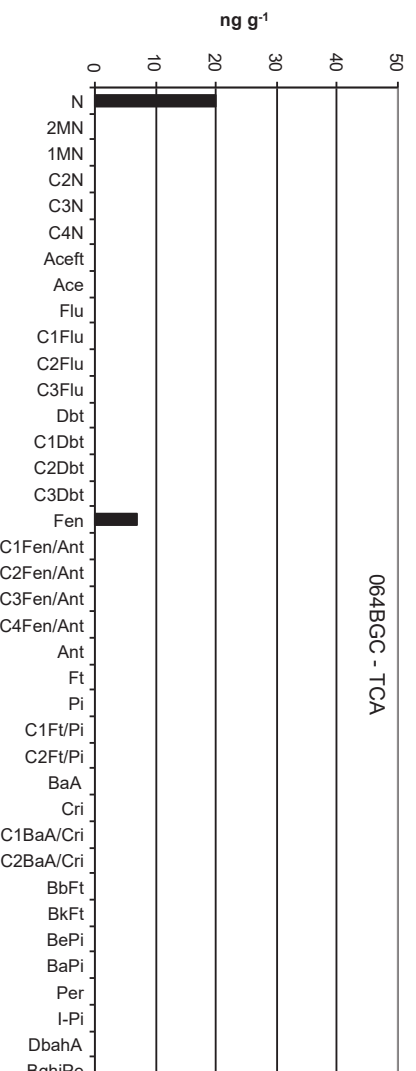 ng g-1
0
10
20
30
40
50
N
2MN
1MN
C2N
C3N
C4N
Aceft
Ace
Flu
C1Flu
C2Flu
C3Flu
Dbt
C1Dbt
C2Dbt
C3Dbt
Fen
C1Fen/Ant
C2Fen/Ant
C3Fen/Ant
C4Fen/Ant
Ant
Ft
Pi
C1Ft/Pi
C2Ft/Pi
BaA
Cri
C1BaA/Cri
C2BaA/Cri
BbFt
BkFt
BePi
BaPi
Per
I-Pi
DbahA
064BGC - TCA